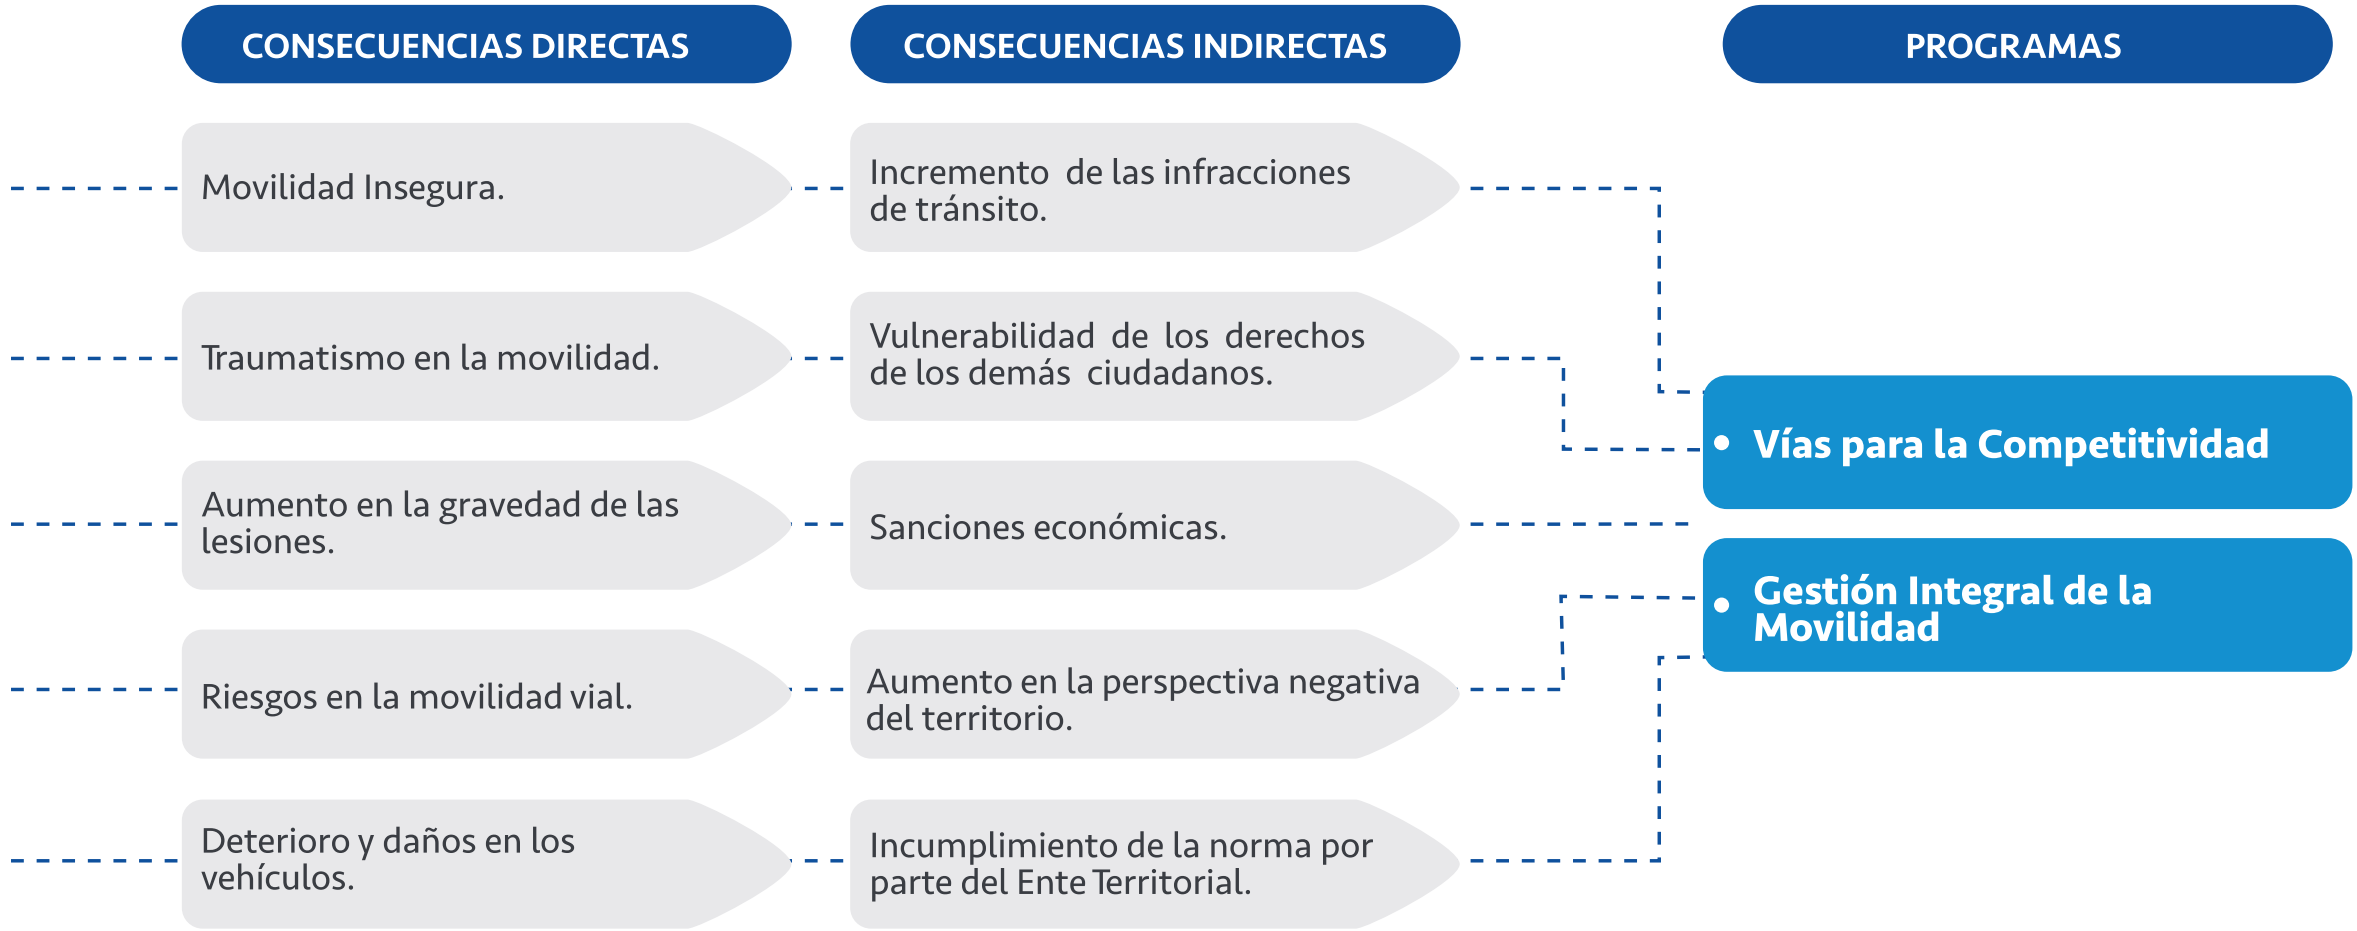 CONSECUENCIAS DIRECTAS
CONSECUENCIAS INDIRECTAS
PROGRAMAS
Movilidad Insegura.
Incremento de las infracciones
de tránsito.
Traumatismo en la movilidad.
Vulnerabilidad de los derechos
de los demás ciudadanos.
Aumento en la gravedad de las
lesiones.
Sanciones económicas.
Riesgos en la movilidad vial.
Aumento en la perspectiva negativa
del territorio.
Deterioro y daños en los
vehículos.
Incumplimiento de la norma por
parte del Ente Territorial.
• Vías para la Competitividad
• Gestión Integral de la
Movilidad